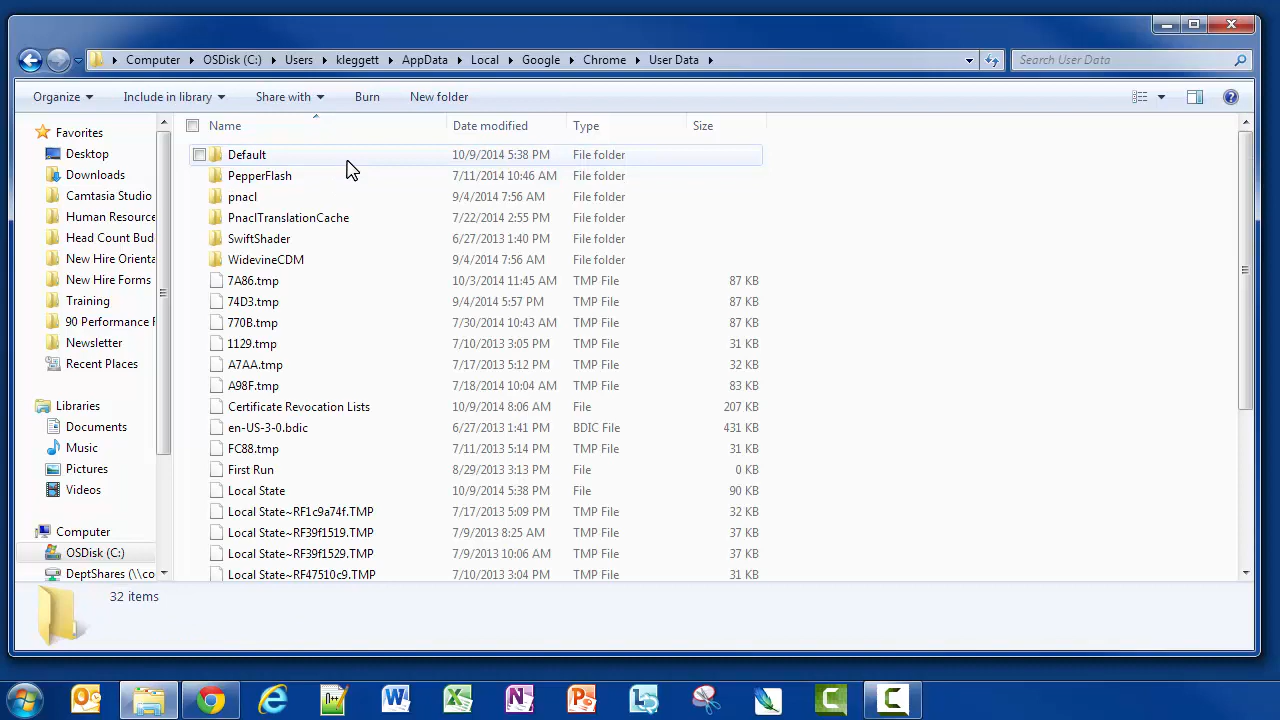 Computer OSDisk (C:) Users kleggett AppData Local Google Chrome User Data Search User Data
Organize Include in library Share with Burn New folder
Name Date modified Type Size
Favorites
Desktop
Downloads
Camtasia Studio
Human Resource
Head Count Bud
New Hire Orienta
New Hire Forms
Training
90 Performance F
Newsletter
Recent Places
Libraries
Documents
Music
Pictures
Videos
Computer
OSDisk (C:)
DeptShares (\\co
Default 10/9/2014 5:38 PM File folder
PepperFlash 7/11/2014 10:46 AM File folder
pnacl 9/4/2014 7:56 AM File folder
PnaclTranslationCache 7/22/2014 2:55 PM File folder
SwiftShader 6/27/2013 1:40 PM File folder
WidevineCDM 9/4/2014 7:56 AM File folder
7A86.tmp 10/3/2014 11:45 AM TMP File 87 KB
74D3.tmp 9/4/2014 5:57 PM TMP File 87 KB
770B.tmp 7/30/2014 10:43 AM TMP File 87 KB
1129.tmp 7/10/2013 3:05 PM TMP File 31 KB
A7AA.tmp 7/17/2013 5:12 PM TMP File 32 KB
A98F.tmp 7/18/2014 10:04 AM TMP File 83 KB
Certificate Revocation Lists 10/9/2014 8:06 AM File 207 KB
en-US-3-0.bdic 6/27/2013 1:41 PM BDIC File 431 KB
FC88.tmp 7/11/2013 5:14 PM TMP File 31 KB
First Run 8/29/2013 3:13 PM File 0 KB
Local State 10/9/2014 5:38 PM File 90 KB
Local State~RF1c9a74f.TMP 7/17/2013 5:09 PM TMP File 32 KB
Local State~RF39f1519.TMP 7/9/2013 8:25 AM TMP File 37 KB
Local State~RF39f1529.TMP 7/9/2013 10:06 AM TMP File 37 KB
Local State~RF47510c9.TMP 7/10/2013 3:04 PM TMP File 31 KB
32 items